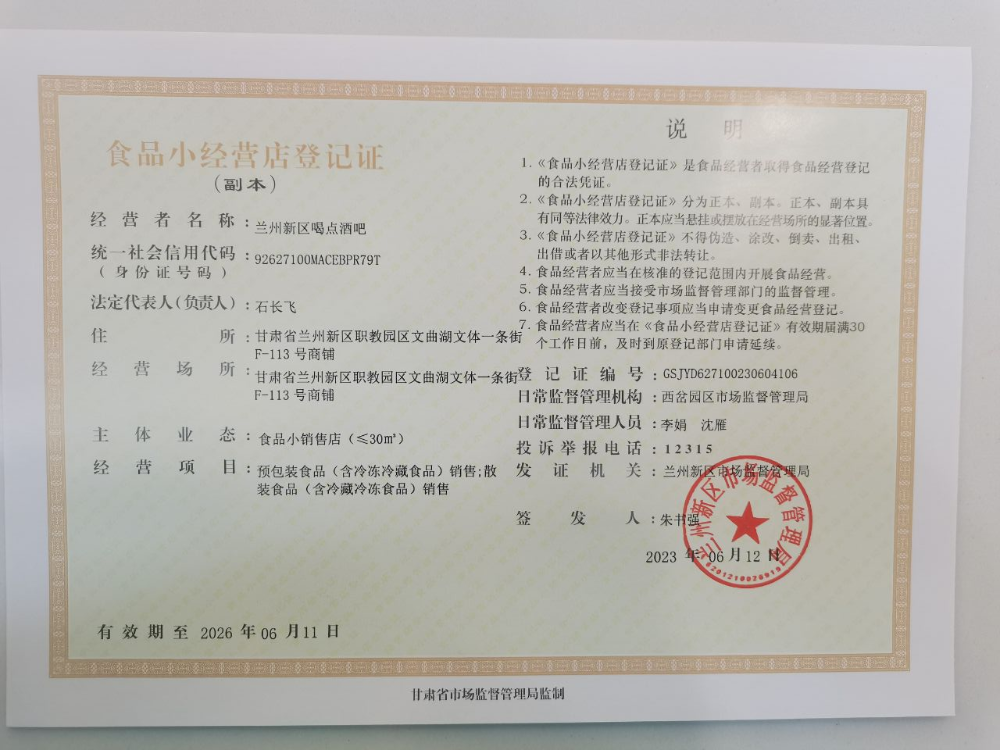 食品小经营店登记证
（副本）
经营者名称：兰州新区喝点酒吧
统一社会信用代码：92627100MACEBPR79T
（身份证号码）
法定代表人（负责人）：石长飞
住所：甘肃省兰州新区职教园区文曲湖文体一条街
F-113 号商铺
经营场所：甘肃省兰州新区职教园区文曲湖文体一条街
F-113 号商铺
主体业态：食品小销售店（≤30㎡）
经营项目：预包装食品（含冷冻冷藏食品）销售;散
装食品（含冷藏冷冻食品）销售
有效期至 2026 年 06 月 11 日
说 明
1.《食品小经营店登记证》是食品经营者取得食品经营登记
的合法凭证。
2.《食品小经营店登记证》分为正本、副本。正本、副本具
有同等法律效力。正本应当悬挂或摆放在经营场所的显著位置。
3.《食品小经营店登记证》不得伪造、涂改、倒卖、出租、
出借或者以其他形式非法转让。
4.食品经营者应当在核准的登记范围内开展食品经营。
5.食品经营者应当接受市场监督管理部门的监督管理。
6.食品经营者改变登记事项应当申请变更食品经营登记。
7.食品经营者应当在《食品小经营店登记证》有效期届满30
个工作日前，及时到原登记部门申请延续。
登记证编号：GSJYD627100230604106
日常监督管理机构：西岔园区市场监督管理局
日常监督管理人员：李娟 沈雁
投诉举报电话：12315
发证机关：兰州新区市场监督管理局
签发人：朱书强
2023 年 06 月 12 日
兰州新区市场监督管理局
甘肃省市场监督管理局监制